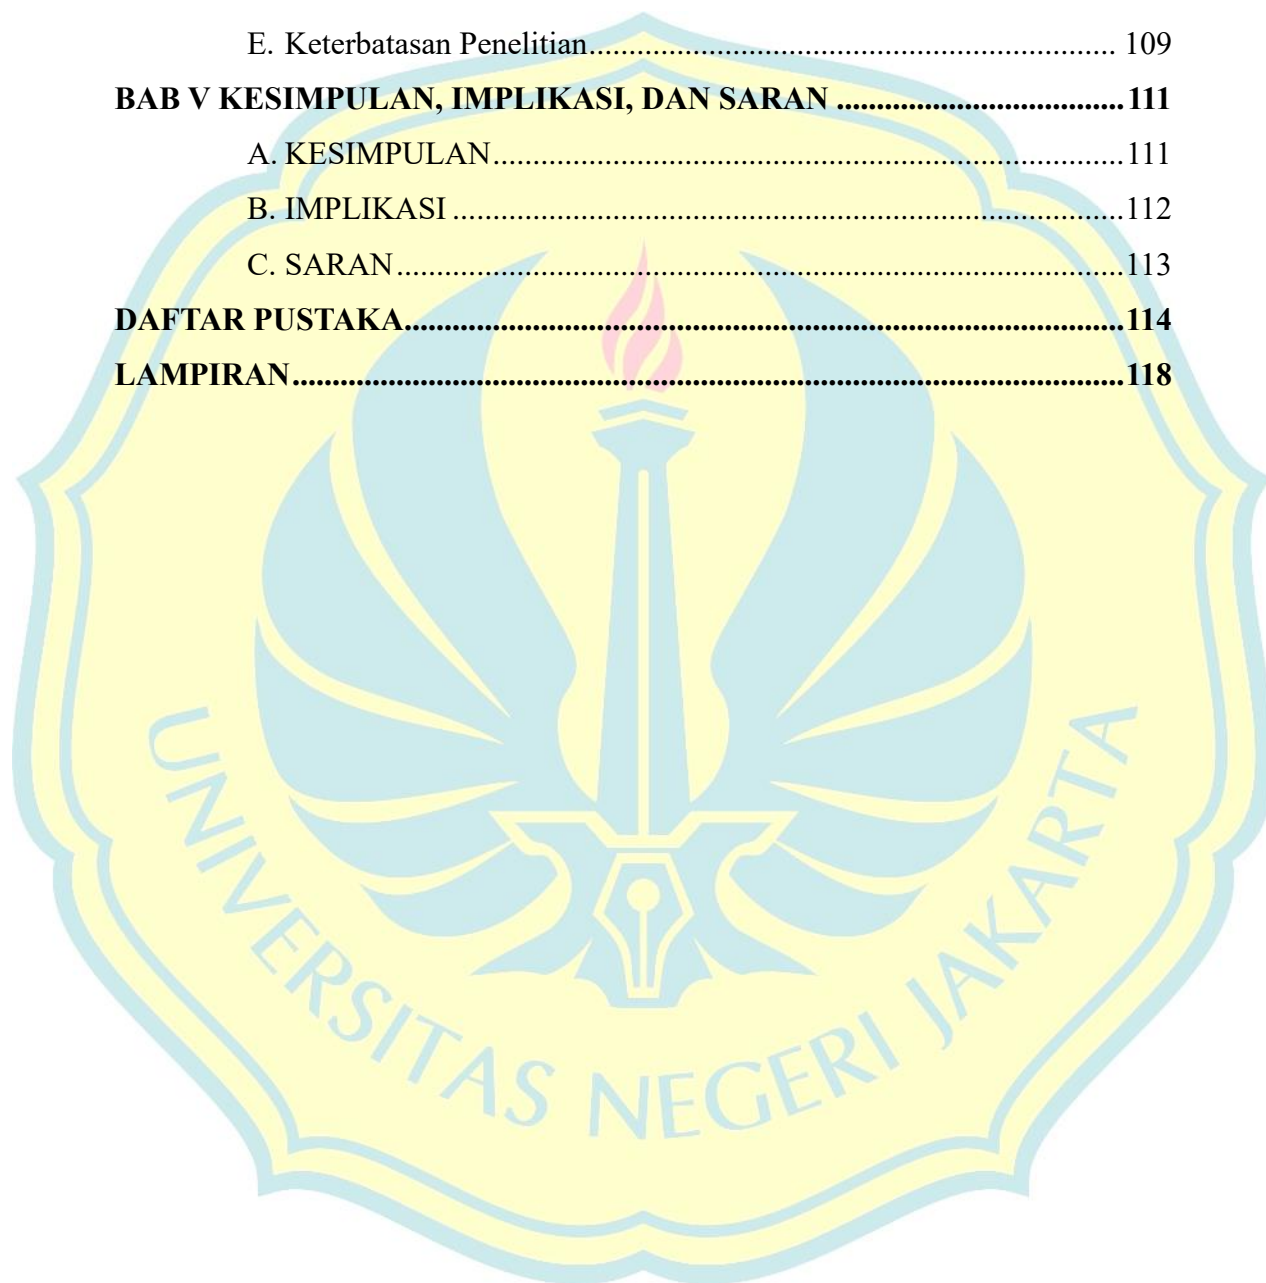 E. Keterbatasan Penelitian.................................................................. 109
BAB V KESIMPULAN, IMPLIKASI, DAN SARAN ....................................111
A. KESIMPULAN...............................................................................111
B. IMPLIKASI ....................................................................................112
C. SARAN...........................................................................................113
DAFTAR PUSTAKA...........................................................................................114
LAMPIRAN.........................................................................................................118
UNIVERSITAS NEGERI JAKARTA